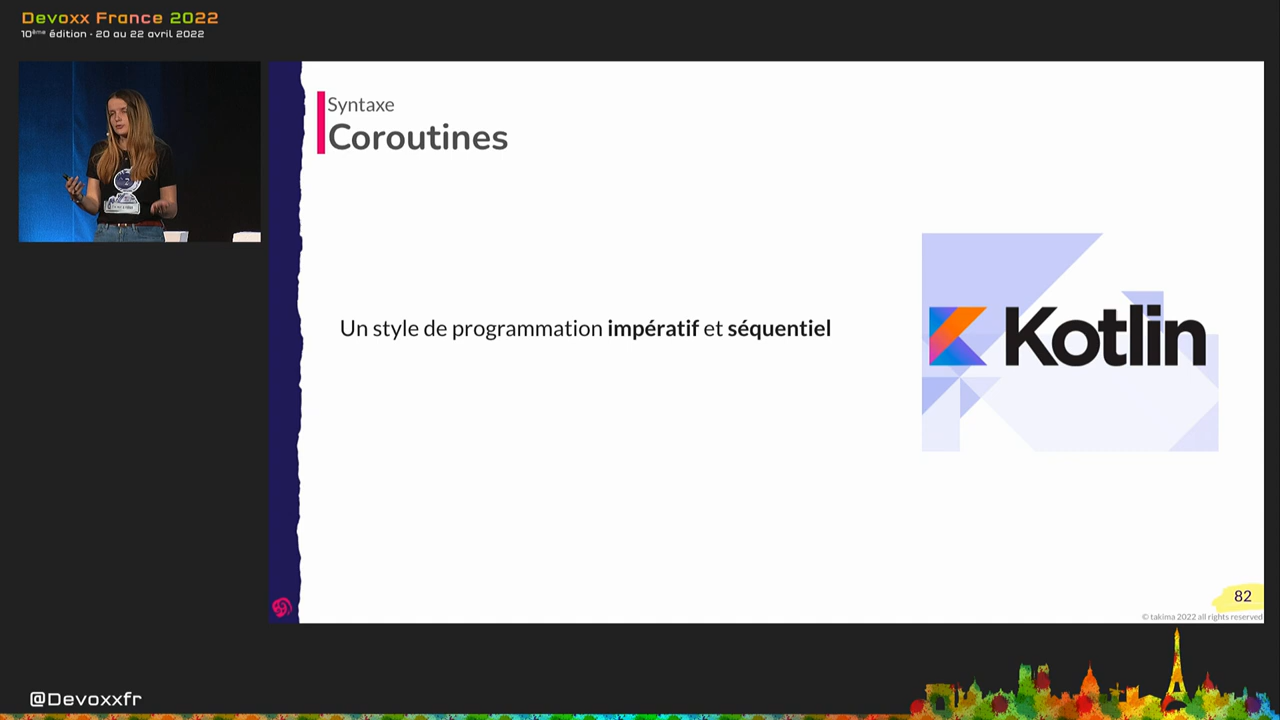 Devoxx France 2022
10ème édition - 20 au 22 avril 2022
Syntaxe
Coroutines
Un style de programmation impératif et séquentiel
Kotlin
82
© takima 2022 all rights reserved
@Devoxxfr